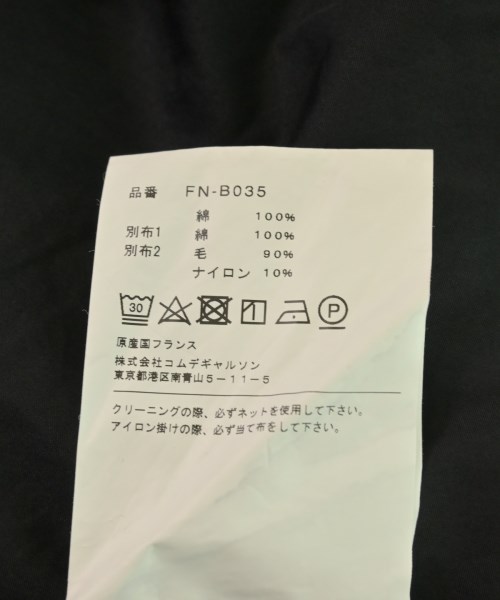 品番 FN-B035
綿 100%
別布1 綿 100%
別布2 毛 90%
ナイロン 10%
30 P
原産国フランス
株式会社コムデギャルソン
東京都港区南青山5-11-5
クリーニングの際、必ずネットを使用して下さい。
アイロン掛けの際、必ず当て布をして下さい。